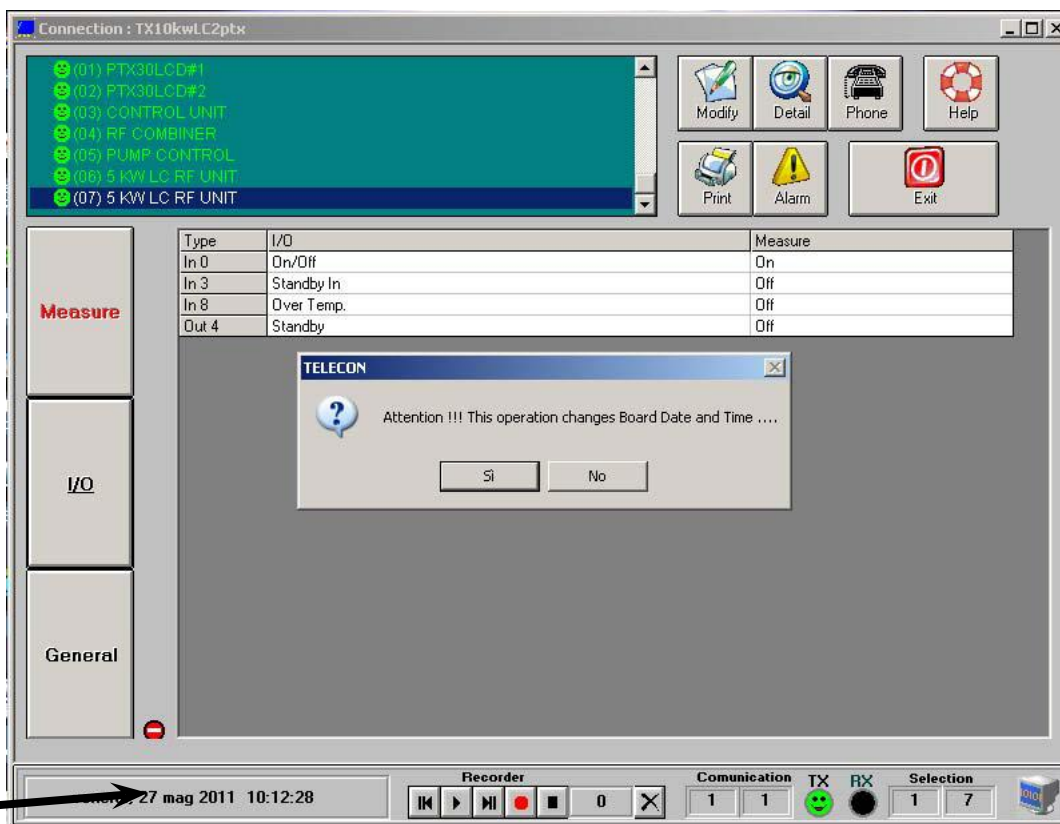 Connection : TX10kwLC2ptx
(01) PTX30LCD#1
(02) PTX30LCD#2
(03) CONTROL UNIT
(04) RF COMBINER
(05) PUMP CONTROL
(06) 5 KW LC RF UNIT
(07) 5 KW LC RF UNIT
Modify Detail Phone Help
Print Alarm Exit
Type I/O Measure
In 0 On/Off On
In 3 Standby In Off
In 8 Over Temp. Off
Out 4 Standby Off
Measure
I/O
General
TELECON
Attention !!! This operation changes Board Date and Time ....
Sì No
27 mag 2011 10:12:28
Recorder
0
Comunication
1 1
TX RX
Selection
1 7